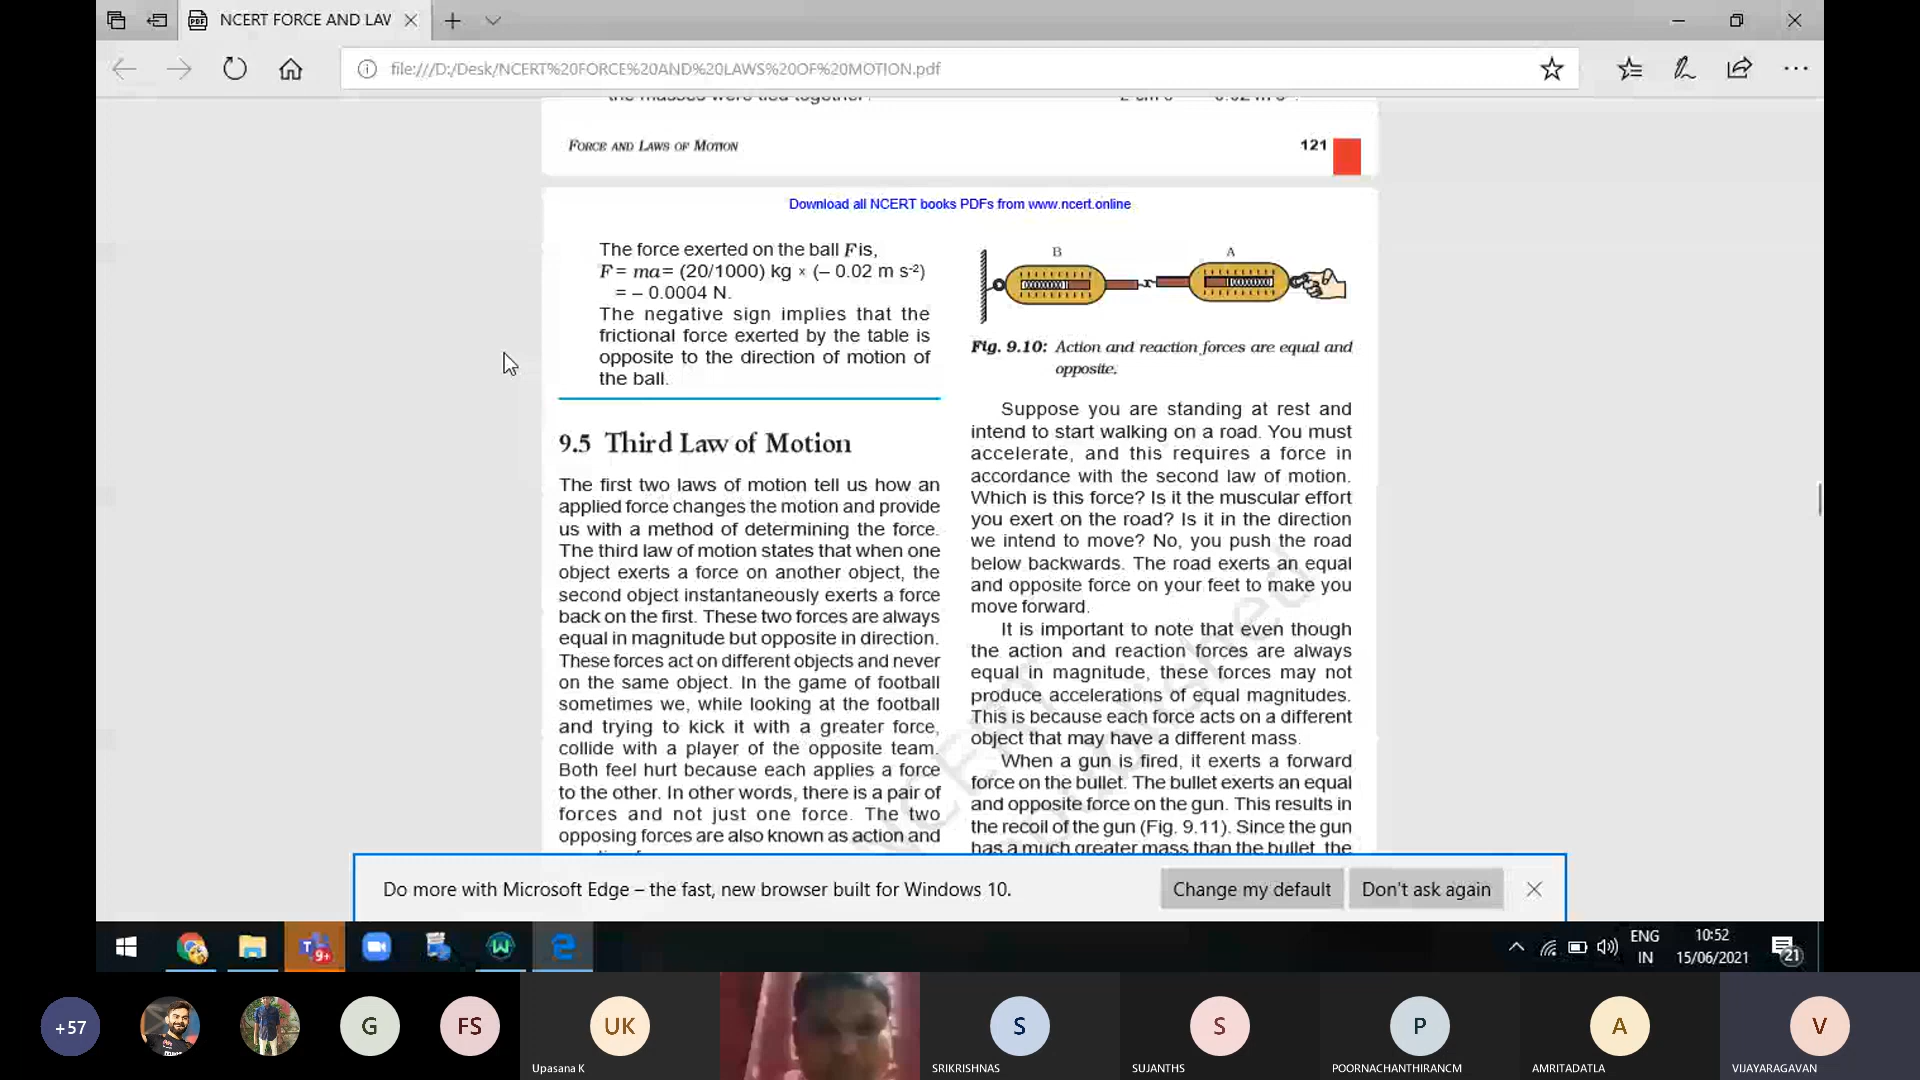 NCERT FORCE AND LAV
file:///D:/Desk/NCERT%20FORCE%20AND%20LAWS%20OF%20MOTION.pdf
the masses were tied together
FORCE AND LAWS OF MOTION
121
Download all NCERT books PDFs from www.ncert.online
The force exerted on the ball F is,
F = ma = (20/1000) kg × (– 0.02 m s-2)
= – 0.0004 N.
The negative sign implies that the
frictional force exerted by the table is
opposite to the direction of motion of
the ball.
9.5 Third Law of Motion
The first two laws of motion tell us how an
applied force changes the motion and provide
us with a method of determining the force.
The third law of motion states that when one
object exerts a force on another object, the
second object instantaneously exerts a force
back on the first. These two forces are always
equal in magnitude but opposite in direction.
These forces act on different objects and never
on the same object. In the game of football
sometimes we, while looking at the football
and trying to kick it with a greater force,
collide with a player of the opposite team.
Both feel hurt because each applies a force
to the other. In other words, there is a pair of
forces and not just one force. The two
opposing forces are also known as action and
B
A
Fig. 9.10: Action and reaction forces are equal and
opposite.
Suppose you are standing at rest and
intend to start walking on a road. You must
accelerate, and this requires a force in
accordance with the second law of motion.
Which is this force? Is it the muscular effort
you exert on the road? Is it in the direction
we intend to move? No, you push the road
below backwards. The road exerts an equal
and opposite force on your feet to make you
move forward.
It is important to note that even though
the action and reaction forces are always
equal in magnitude, these forces may not
produce accelerations of equal magnitudes.
This is because each force acts on a different
object that may have a different mass.
When a gun is fired, it exerts a forward
force on the bullet. The bullet exerts an equal
and opposite force on the gun. This results in
the recoil of the gun (Fig. 9.11). Since the gun
has a much greater mass than the bullet, the
Do more with Microsoft Edge – the fast, new browser built for Windows 10.
Change my default
Don't ask again
9+
ENG
IN
10:52
15/06/2021
21
+57
G
FS
UK
S
S
P
A
V
Upasana K
SRIKRISHNAS
SUJANTHS
POORNACHANTHIRANCM
AMRITADATLA
VIJAYARAGAVAN